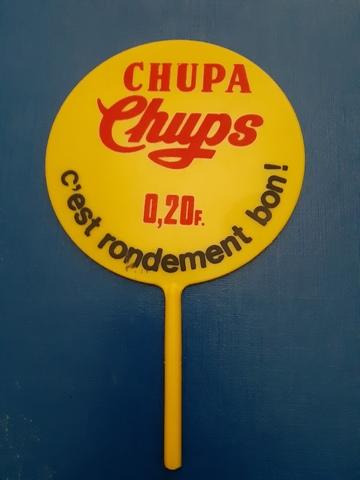 CHUPA
Chups
0,20F.
c'est rondement bon!